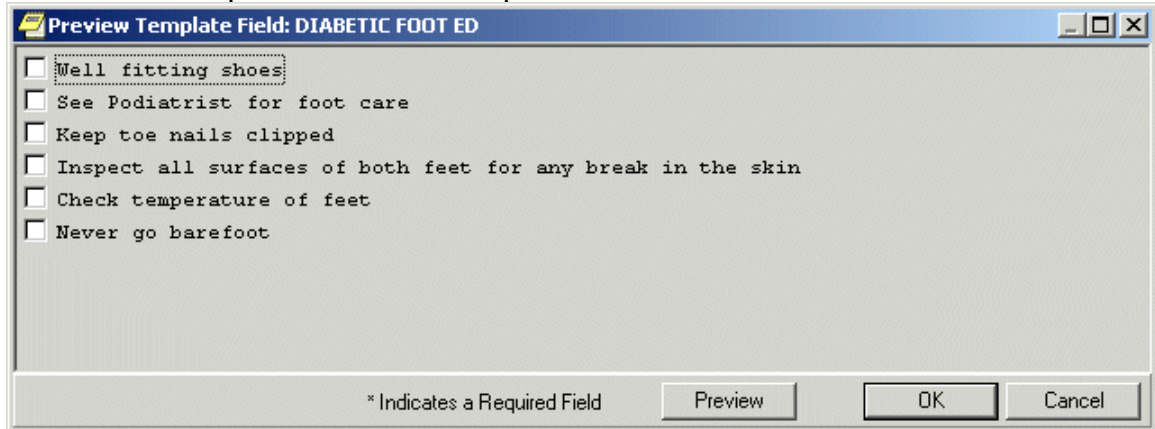 Preview Template Field: DIABETIC FOOT ED
Well fitting shoes
See Podiatrist for foot care
Keep toe nails clipped
Inspect all surfaces of both feet for any break in the skin
Check temperature of feet
Never go barefoot
* Indicates a Required Field Preview OK Cancel